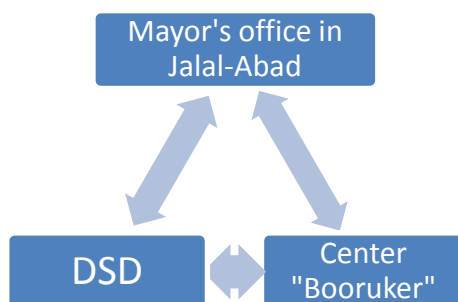 Mayor's office in
Jalal-Abad
DSD
Center
"Booruker"